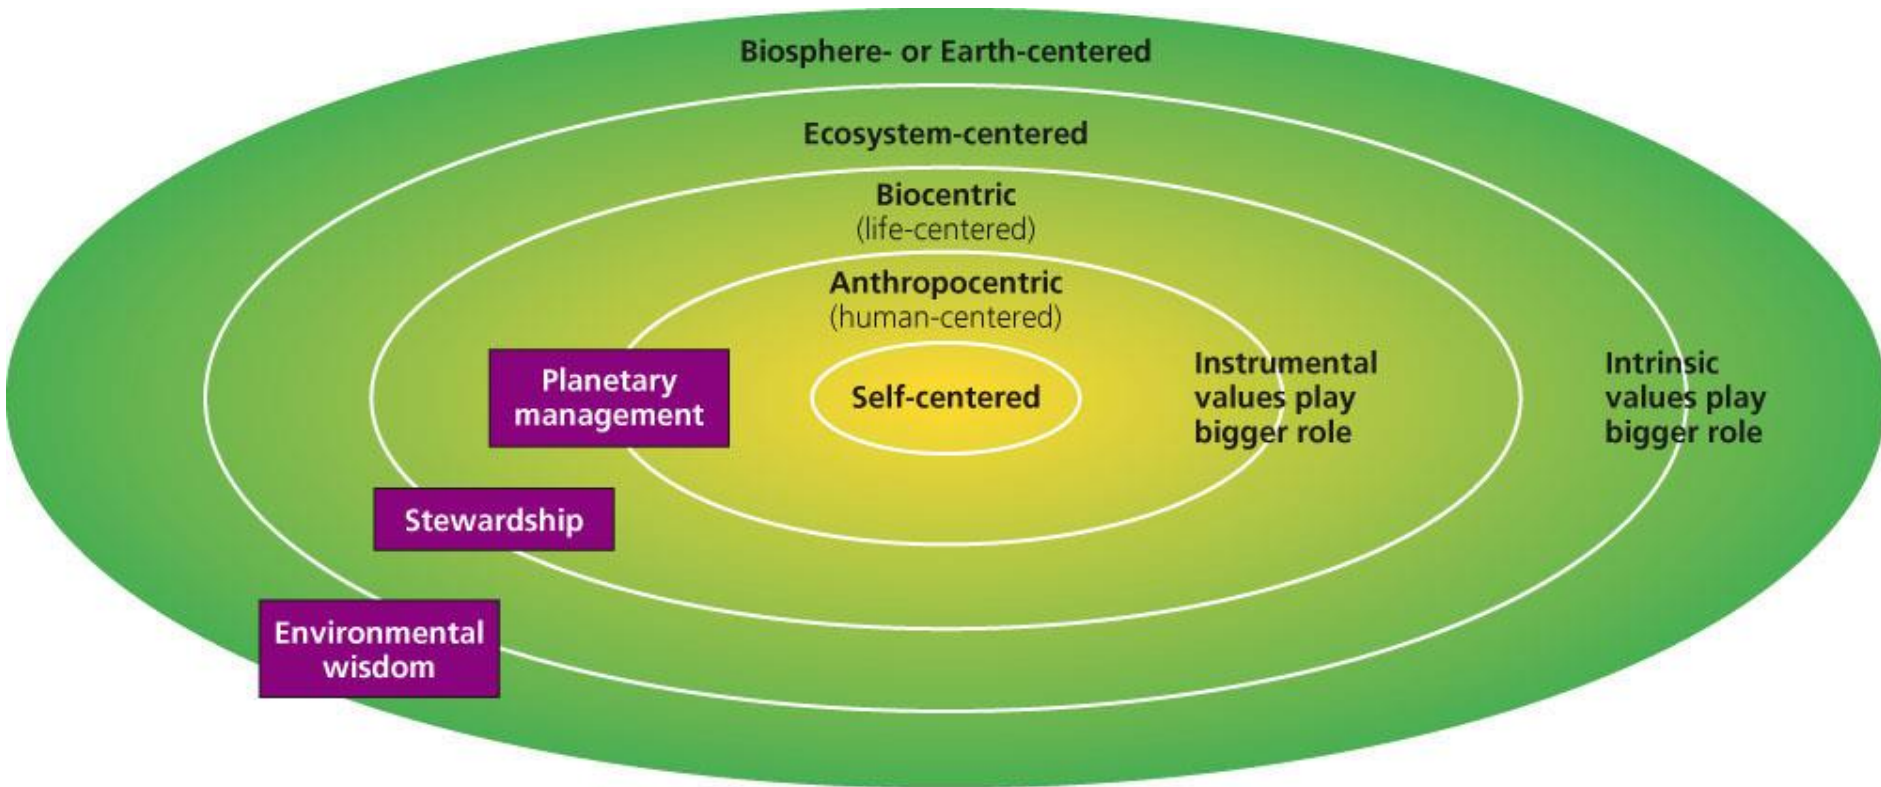 Biosphere- or Earth-centered
Ecosystem-centered
Biocentric
(life-centered)
Anthropocentric
(human-centered)
Planetary
management
Self-centered
Instrumental
values play
bigger role
Intrinsic
values play
bigger role
Stewardship
Environmental
wisdom